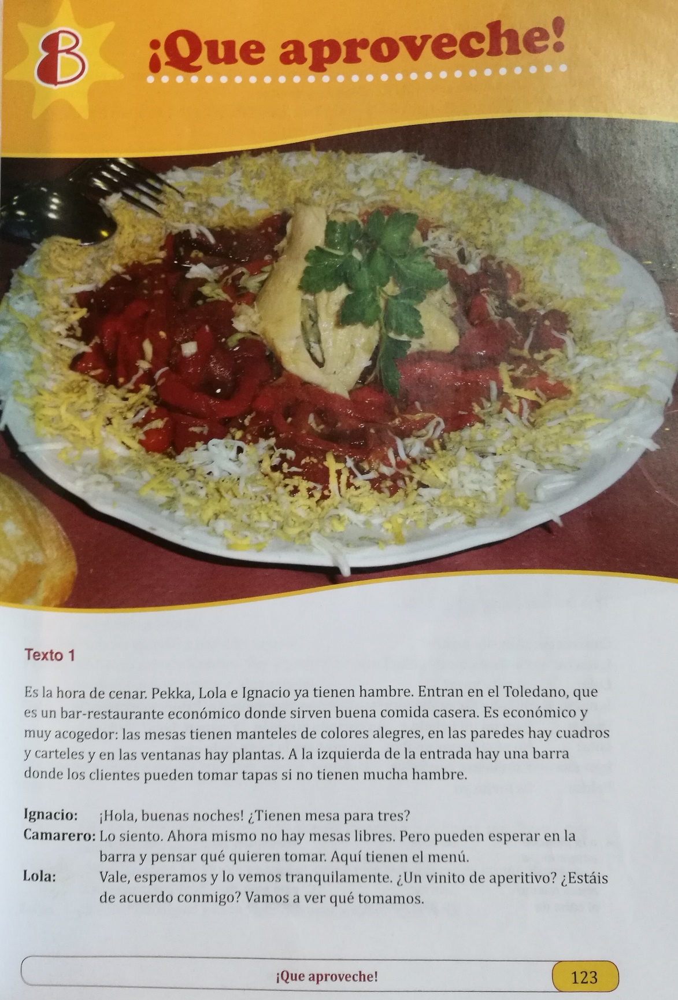 B
¡Que aproveche!
Texto 1
Es la hora de cenar. Pekka, Lola e Ignacio ya tienen hambre. Entran en el Toledano, que
es un bar-restaurante económico donde sirven buena comida casera. Es económico y
muy acogedor: las mesas tienen manteles de colores alegres, en las paredes hay cuadros
y carteles y en las ventanas hay plantas. A la izquierda de la entrada hay una barra
donde los clientes pueden tomar tapas si no tienen mucha hambre.
Ignacio: ¡Hola, buenas noches! ¿Tienen mesa para tres?
Camarero: Lo siento. Ahora mismo no hay mesas libres. Pero pueden esperar en la
barra y pensar qué quieren tomar. Aquí tienen el menú.
Lola: Vale, esperamos y lo vemos tranquilamente. ¿Un vinito de aperitivo? ¿Estáis
de acuerdo conmigo? Vamos a ver qué tomamos.
¡Que aproveche!
123